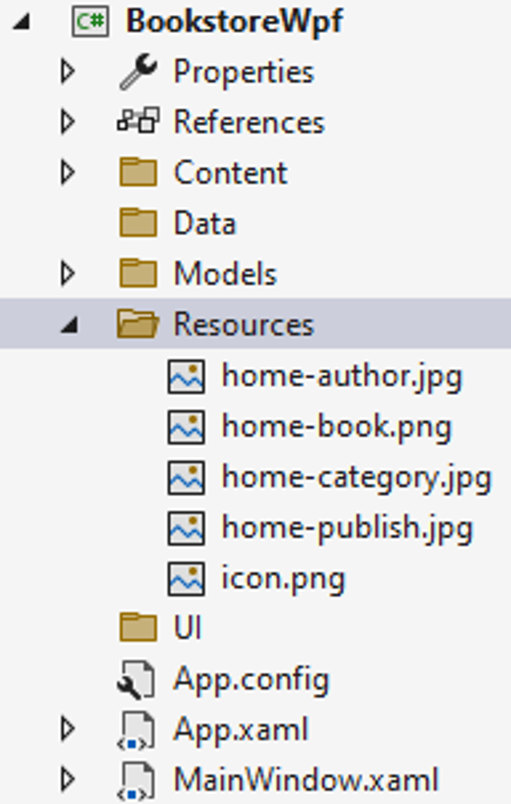 C# BookstoreWpf
Properties
References
Content
Data
Models
Resources
home-author.jpg
home-book.png
home-category.jpg
home-publish.jpg
icon.png
UI
App.config
App.xaml
MainWindow.xaml